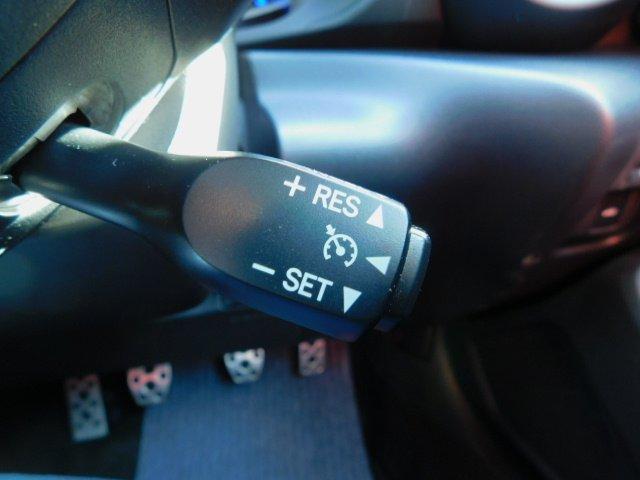 + RES
- SET